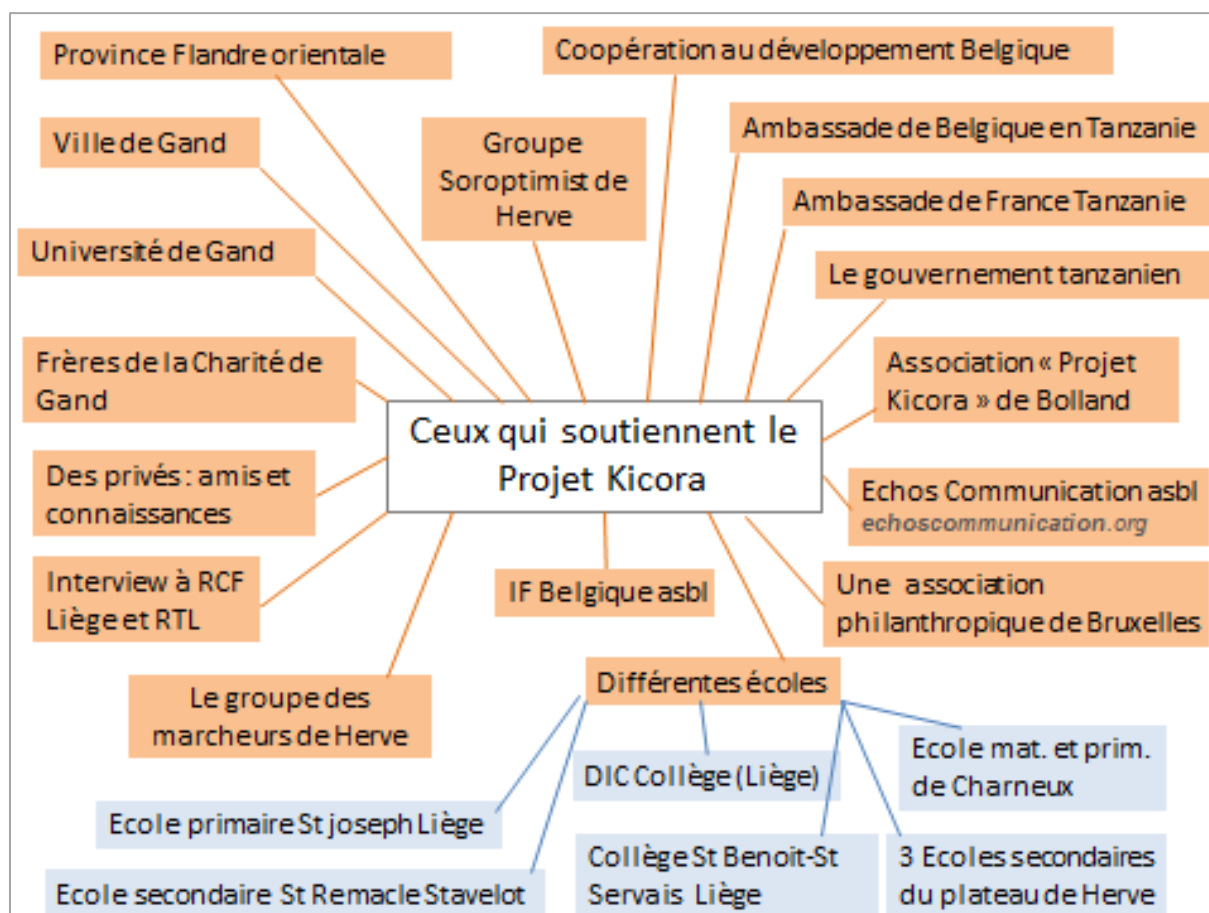 Province Flandre orientale
Coopération au développement Belgique
Ville de Gand
Groupe
Soroptimist de
Herve
Ambassade de Belgique en Tanzanie
Ambassade de France Tanzanie
Université de Gand
Le gouvernement tanzanien
Frères de la Charité de
Gand
Association « Projet
Kicora » de Bolland
Ceux qui soutiennent le
Projet Kicora
Des privés : amis et
connaissances
Echos Communication asbl
echoscommunication.org
Interview à RCF
Liège et RTL
IF Belgique asbl
Une association
philanthropique de Bruxelles
Le groupe des
marcheurs de Herve
Différentes écoles
DIC Collège (Liège)
Ecole mat. et prim.
de Charneux
Ecole primaire St joseph Liège
Ecole secondaire St Remacle Stavelot
Collège St Benoit-St
Servais Liège
3 Ecoles secondaires
du plateau de Herve